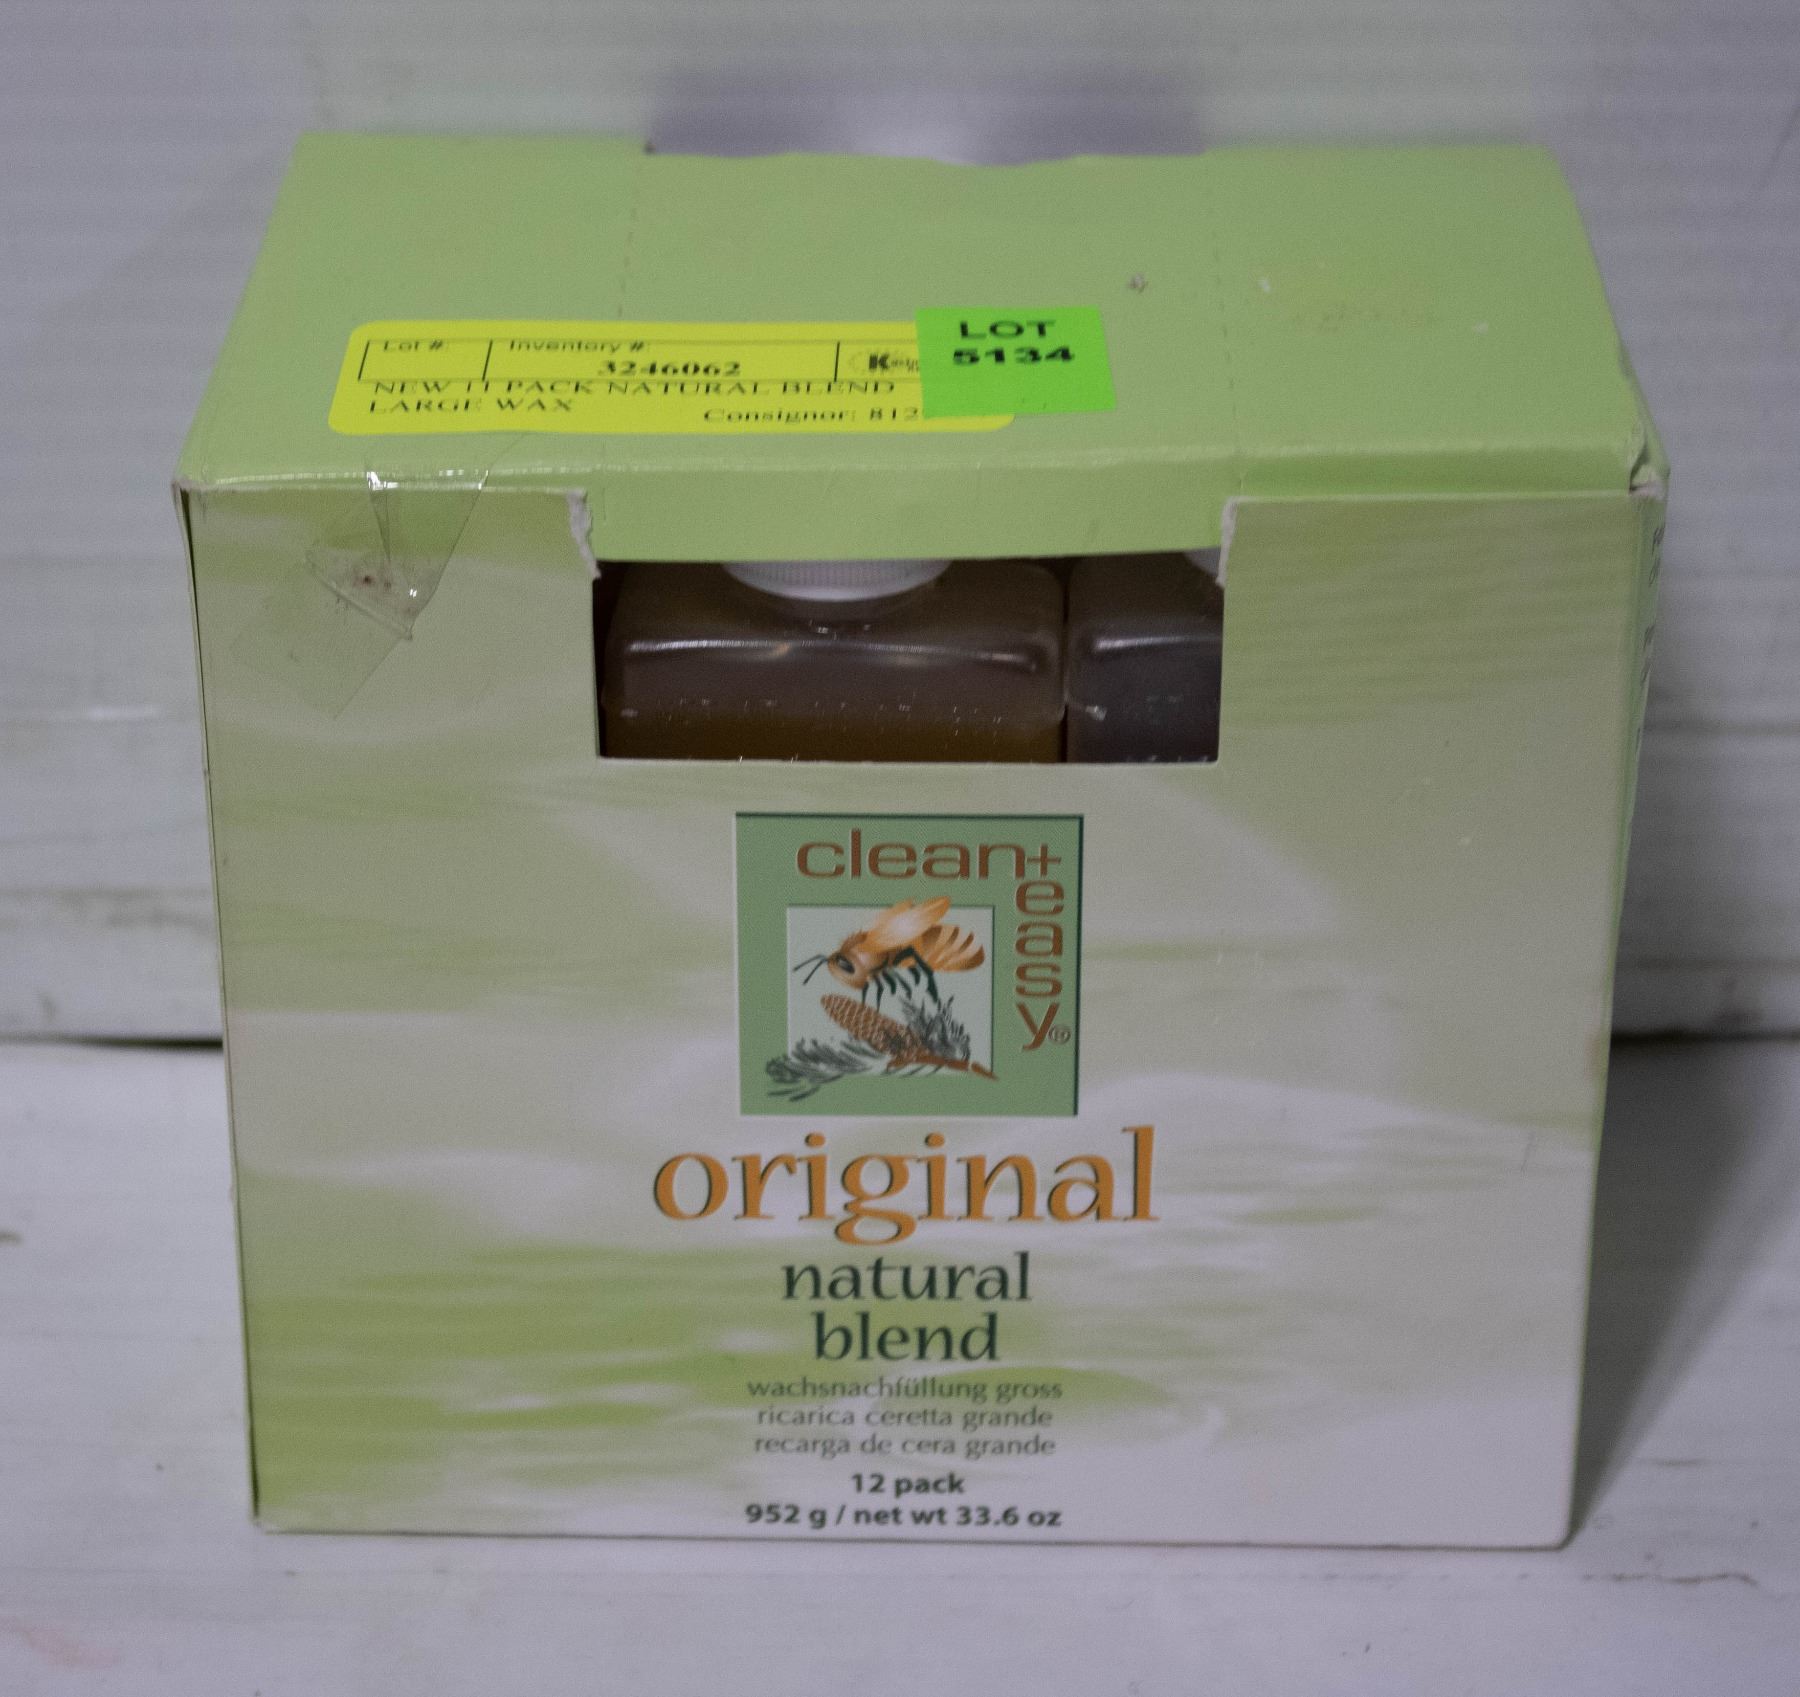 LOT
5134
Lot #: Inventory #:
3246062
NEW 11 PACK NATURAL BLEND
LARGE WAX Consignor: 812
clean+
easy®
original
natural
blend
wachsnachfüllung gross
ricarica ceretta grande
recarga de cera grande
12 pack
952 g / net wt 33.6 oz